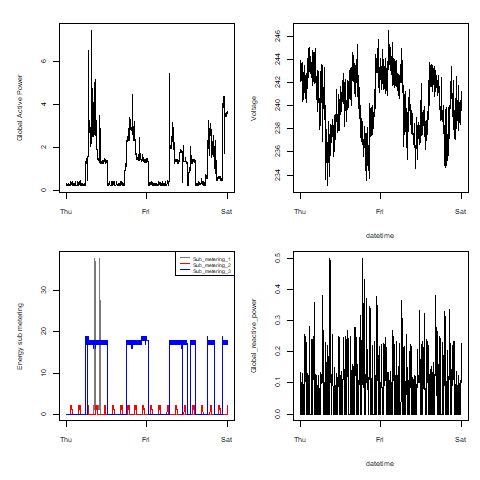 Global Active Power
0 2 4 6
Thu Fri Sat
Voltage
234 236 238 240 242 244 246
Thu Fri Sat
datetime
Energy sub metering
0 10 20 30
Sub_metering_1
Sub_metering_2
Sub_metering_3
Thu Fri Sat
Global_reactive_power
0.0 0.1 0.2 0.3 0.4 0.5
Thu Fri Sat
datetime